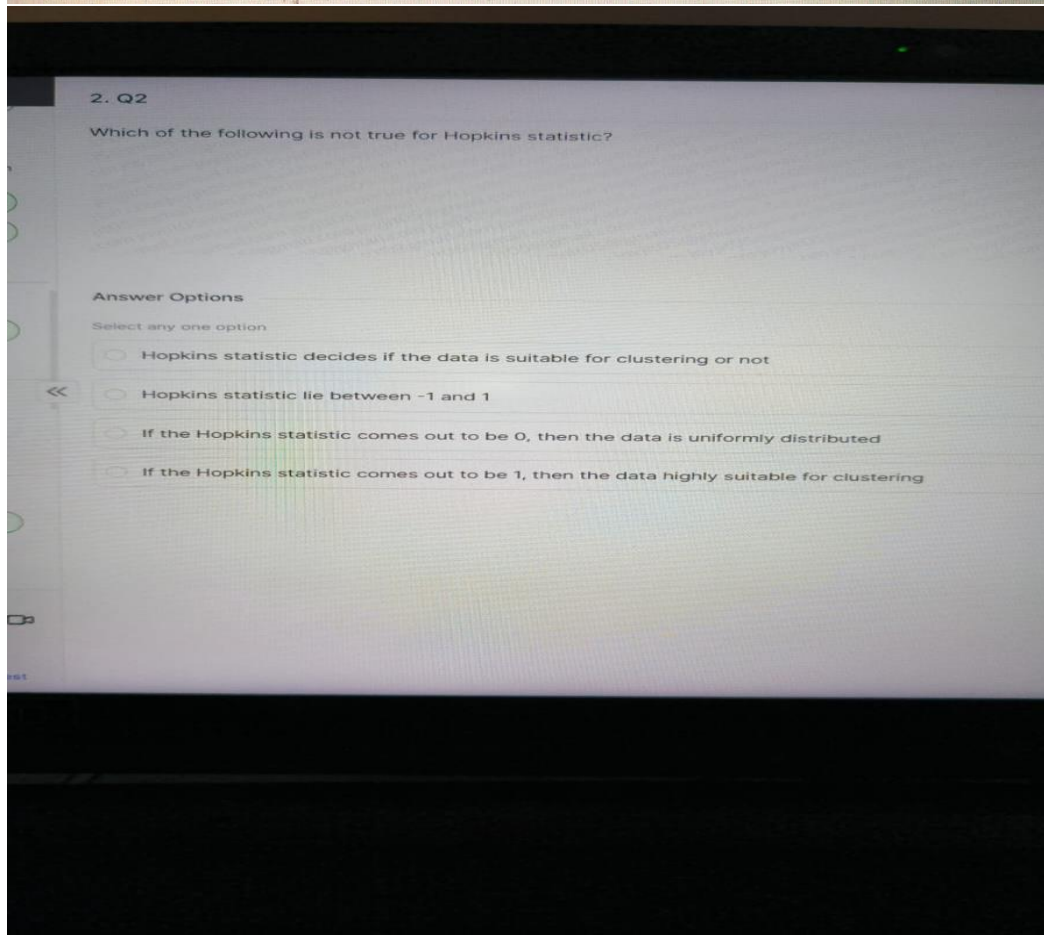 2. Q2
Which of the following is not true for Hopkins statistic?
Answer Options
Select any one option
Hopkins statistic decides if the data is suitable for clustering or not
Hopkins statistic lie between -1 and 1
If the Hopkins statistic comes out to be 0, then the data is uniformly distributed
If the Hopkins statistic comes out to be 1, then the data highly suitable for clustering